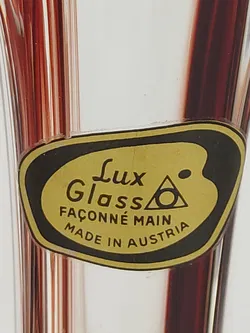 Lux
Glass
FAÇONNÉ MAIN
MADE IN AUSTRIA